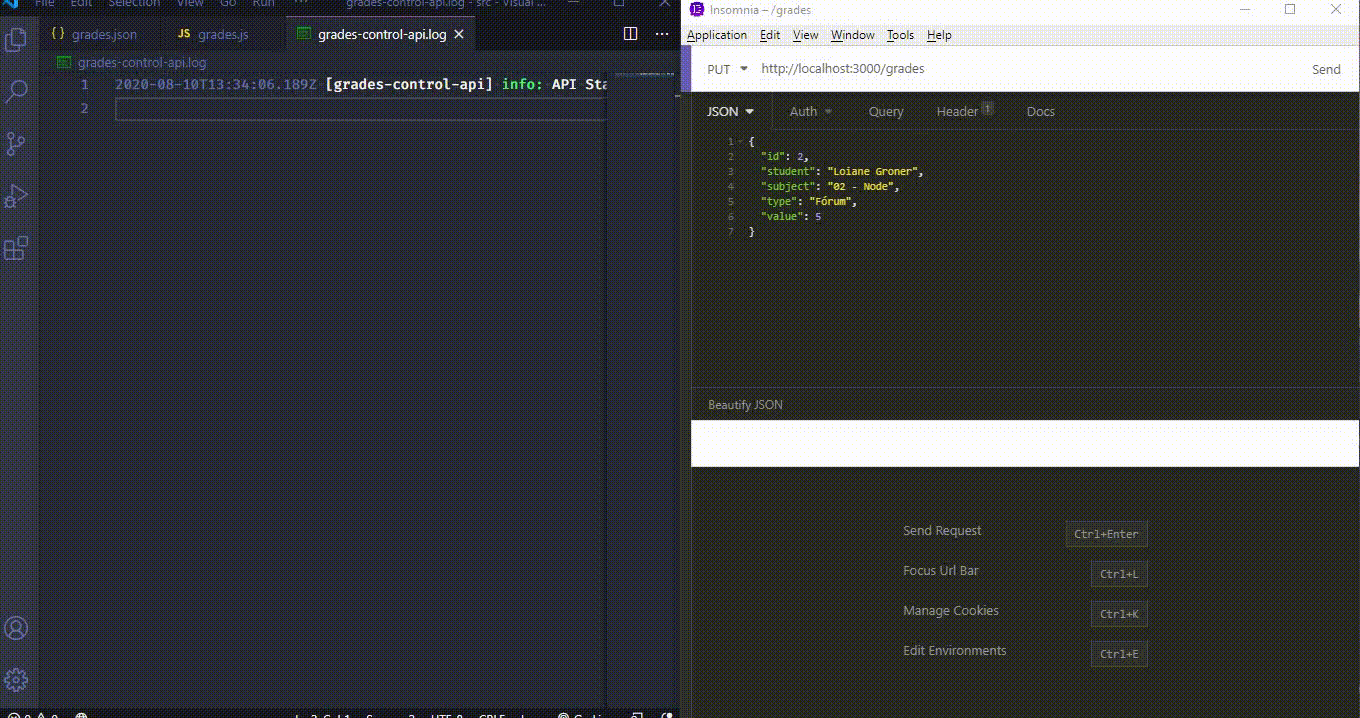 File Edit Selection View Go Run ··· grades-control-api.log - src - Visual ...
{ } grades.json JS grades.js grades-control-api.log × ···
grades-control-api.log
1 2020-08-10T13:34:06.189Z [grades-control-api] info: API Sta
2
Insomnia – /grades
Application Edit View Window Tools Help
PUT http://localhost:3000/grades Send
JSON Auth Query Header 1 Docs
1 {
2 "id": 2,
3 "student": "Loiane Groner",
4 "subject": "02 - Node",
5 "type": "Fórum",
6 "value": 5
7 }
Beautify JSON
Send Request Ctrl+Enter
Focus Url Bar Ctrl+L
Manage Cookies Ctrl+K
Edit Environments Ctrl+E